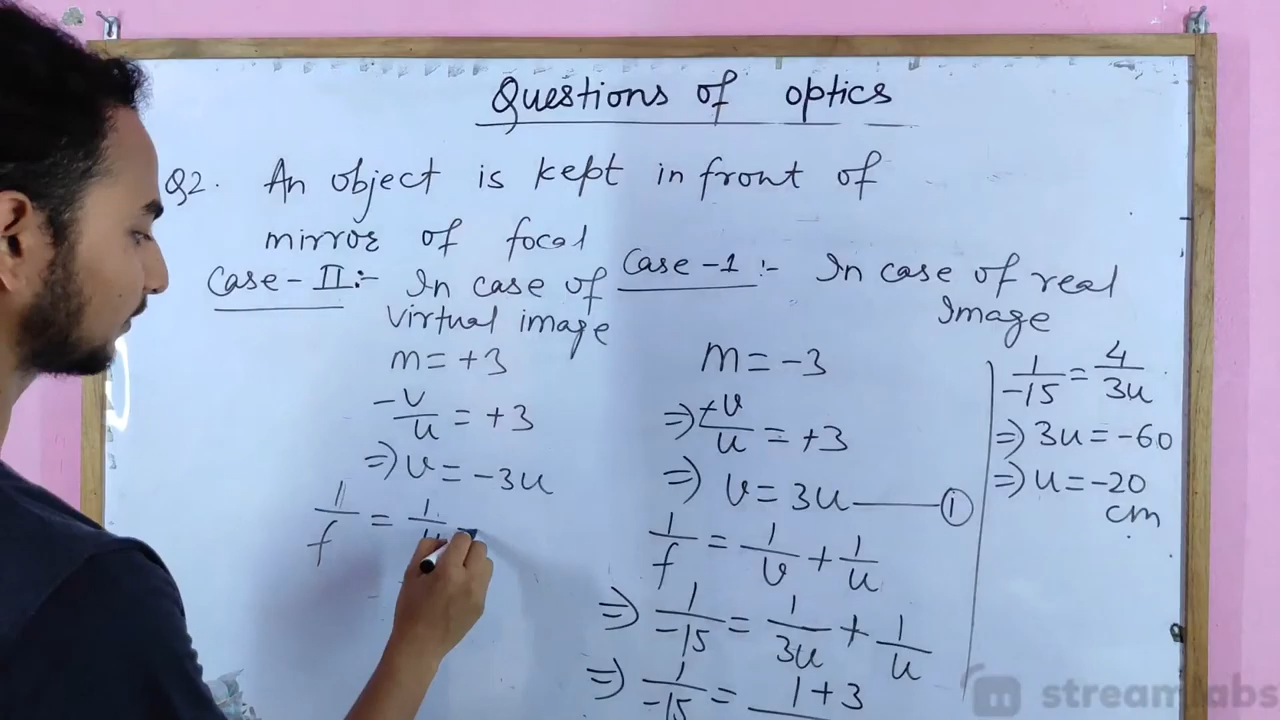 Questions of optics
Q2. An object is kept in front of
mirror of focal
Case-II:- In case of
virtual image
m = +3
-v/u = +3
⇒ v = -3u
1/f = 1/
Case-1:- In case of real
Image
m = -3
⇒ +v/u = +3
⇒ v = 3u ——— ①
1/f = 1/v + 1/u
⇒ 1/-15 = 1/3u + 1/u
⇒ 1/-15 = 1+3
1/-15 = 4/3u
⇒ 3u = -60
⇒ u = -20
cm
streamlabs